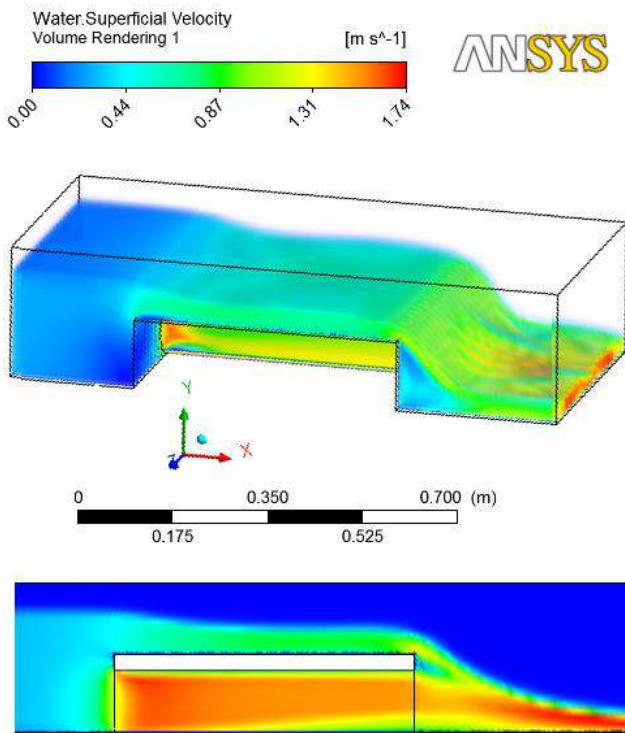 Water.Superficial Velocity
Volume Rendering 1 [m s^-1]
ANSYS
0.00 0.44 0.87 1.31 1.74
Y
X
Z
0 0.350 0.700 (m)
0.175 0.525